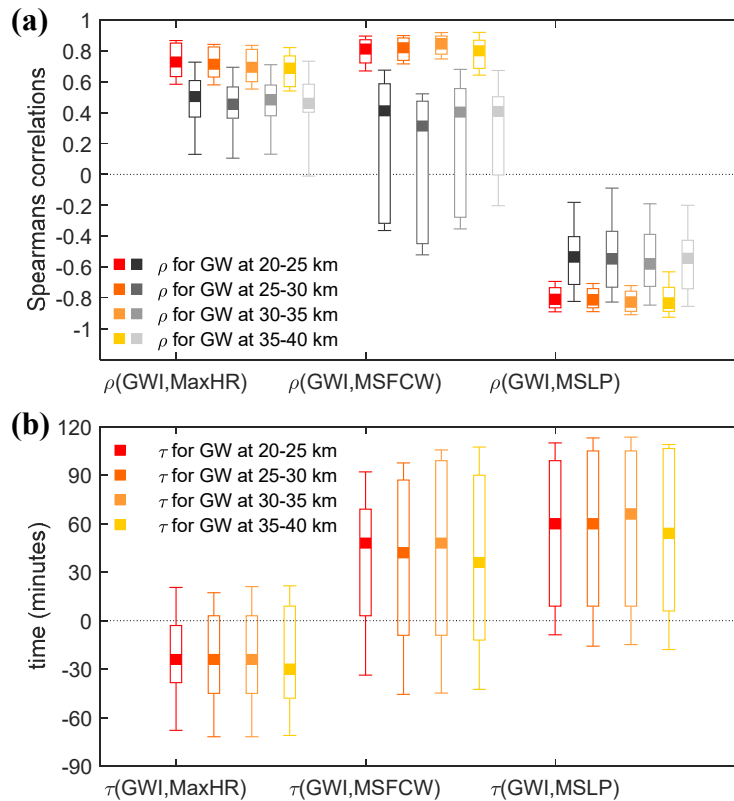 (a)
Spearmans correlations
1
0.8
0.6
0.4
0.2
0
-0.2
-0.4
-0.6
-0.8
-1
ρ for GW at 20-25 km
ρ for GW at 25-30 km
ρ for GW at 30-35 km
ρ for GW at 35-40 km
ρ(GWI,MaxHR) ρ(GWI,MSFCW) ρ(GWI,MSLP)
(b)
time (minutes)
120
90
60
30
0
-30
-60
-90
τ for GW at 20-25 km
τ for GW at 25-30 km
τ for GW at 30-35 km
τ for GW at 35-40 km
τ(GWI,MaxHR) τ(GWI,MSFCW) τ(GWI,MSLP)